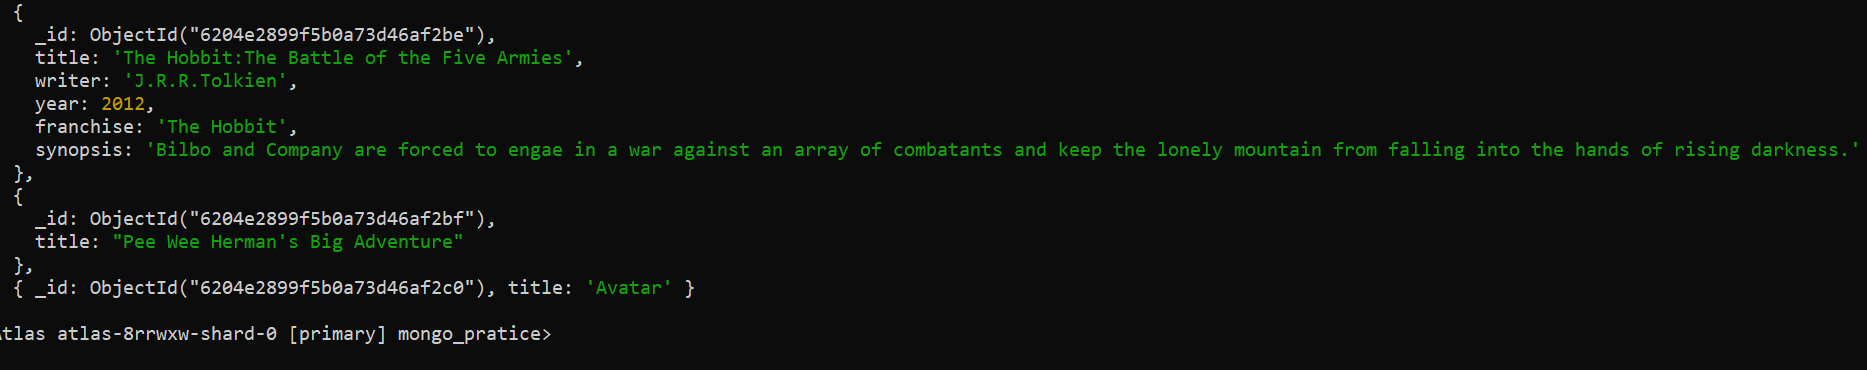 {
_id: ObjectId("6204e2899f5b0a73d46af2be"),
title: 'The Hobbit:The Battle of the Five Armies',
writer: 'J.R.R.Tolkien',
year: 2012,
franchise: 'The Hobbit',
synopsis: 'Bilbo and Company are forced to engae in a war against an array of combatants and keep the lonely mountain from falling into the hands of rising darkness.'
},
{
_id: ObjectId("6204e2899f5b0a73d46af2bf"),
title: "Pee Wee Herman's Big Adventure"
},
{ _id: ObjectId("6204e2899f5b0a73d46af2c0"), title: 'Avatar' }
Atlas atlas-8rrwxw-shard-0 [primary] mongo_pratice>